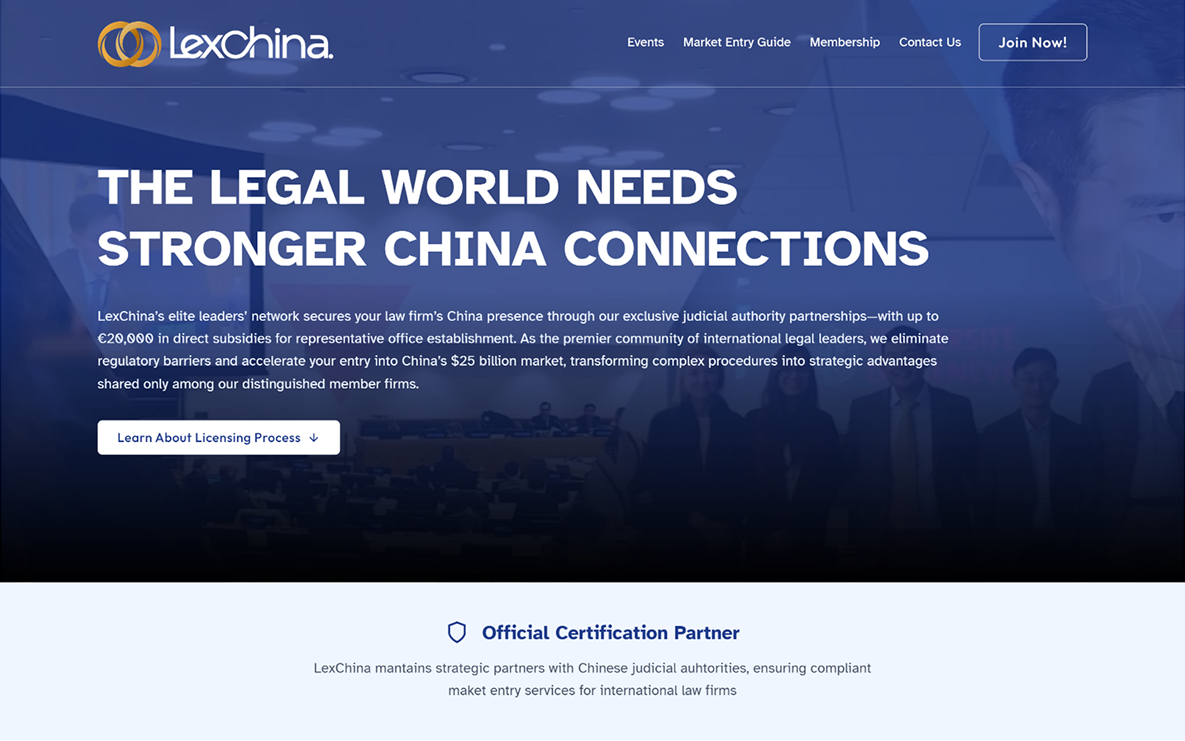 LexChina.
Events Market Entry Guide Membership Contact Us Join Now!
THE LEGAL WORLD NEEDS
STRONGER CHINA CONNECTIONS
LexChina's elite leaders' network secures your law firm's China presence through our exclusive judicial authority partnerships—with up to
€20,000 in direct subsidies for representative office establishment. As the premier community of international legal leaders, we eliminate
regulatory barriers and accelerate your entry into China's $25 billion market, transforming complex procedures into strategic advantages
shared only among our distinguished member firms.
Learn About Licensing Process ↓
Official Certification Partner
LexChina mantains strategic partners with Chinese judicial auhtorities, ensuring compliant
maket entry services for international law firms